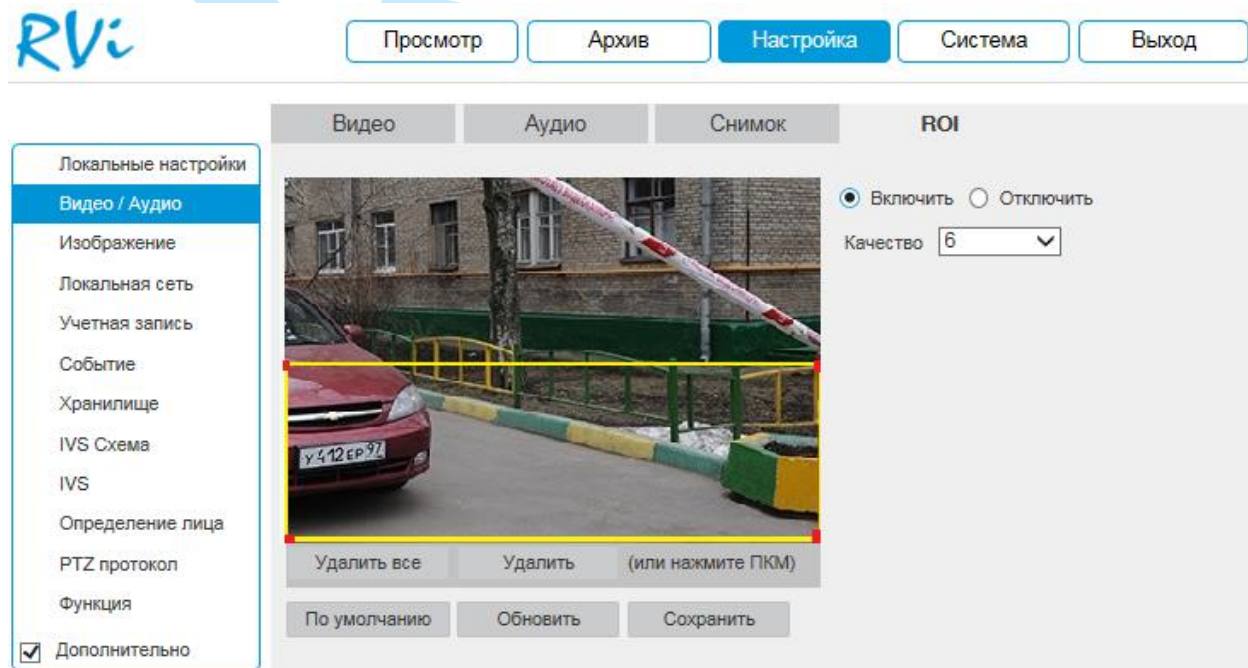 RVi
Просмотр
Архив
Настройка
Система
Выход
Видео
Аудио
Снимок
ROI
Локальные настройки
Видео / Аудио
Изображение
Локальная сеть
Учетная запись
Событие
Хранилище
IVS Схема
IVS
Определение лица
PTZ протокол
Функция
Дополнительно
Включить
Отключить
Качество 6
У412ЕР97
Удалить все
Удалить
(или нажмите ПКМ)
По умолчанию
Обновить
Сохранить